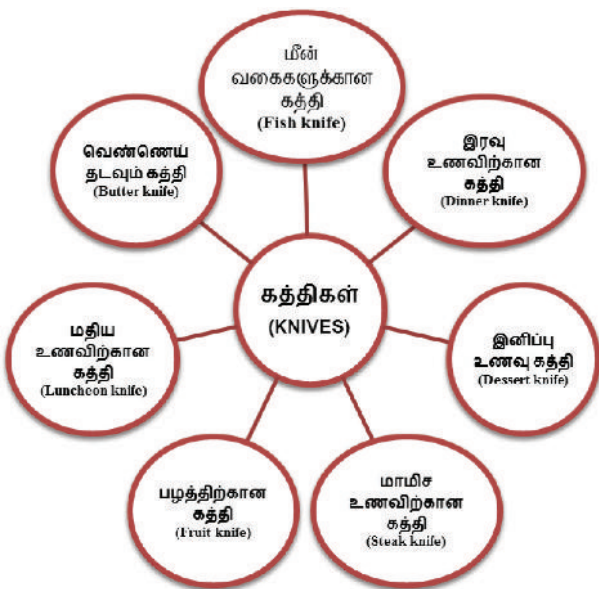 மீன்
வகைகளுக்கான
கத்தி
(Fish knife)
இரவு
உணவிற்கான
கத்தி
(Dinner knife)
இனிப்பு
உணவு கத்தி
(Dessert knife)
மாமிச
உணவிற்கான
கத்தி
(Steak knife)
பழத்திற்கான
கத்தி
(Fruit knife)
மதிய
உணவிற்கான
கத்தி
(Luncheon knife)
வெண்ணெய்
தடவும் கத்தி
(Butter knife)
கத்திகள்
(KNIVES)